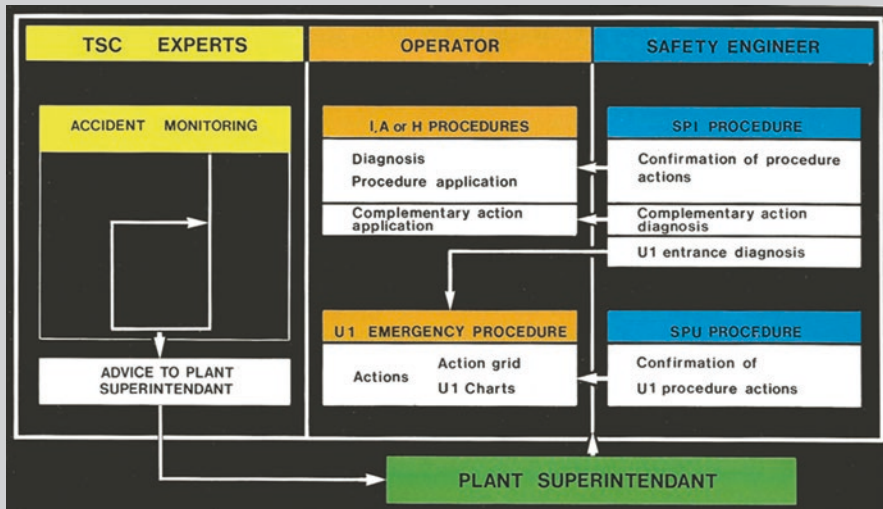 TSC EXPERTS
OPERATOR
SAFETY ENGINEER
ACCIDENT MONITORING
ADVICE TO PLANT
SUPERINTENDANT
I,A or H PROCEDURES
Diagnosis
Procedure application
Complementary action
application
U1 EMERGENCY PROCEDURE
Actions
Action grid
U1 Charts
SPI PROCEDURE
Confirmation of procedure
actions
Complementary action
diagnosis
U1 entrance diagnosis
SPU PROCEDURE
Confirmation of
U1 procedure actions
PLANT SUPERINTENDANT